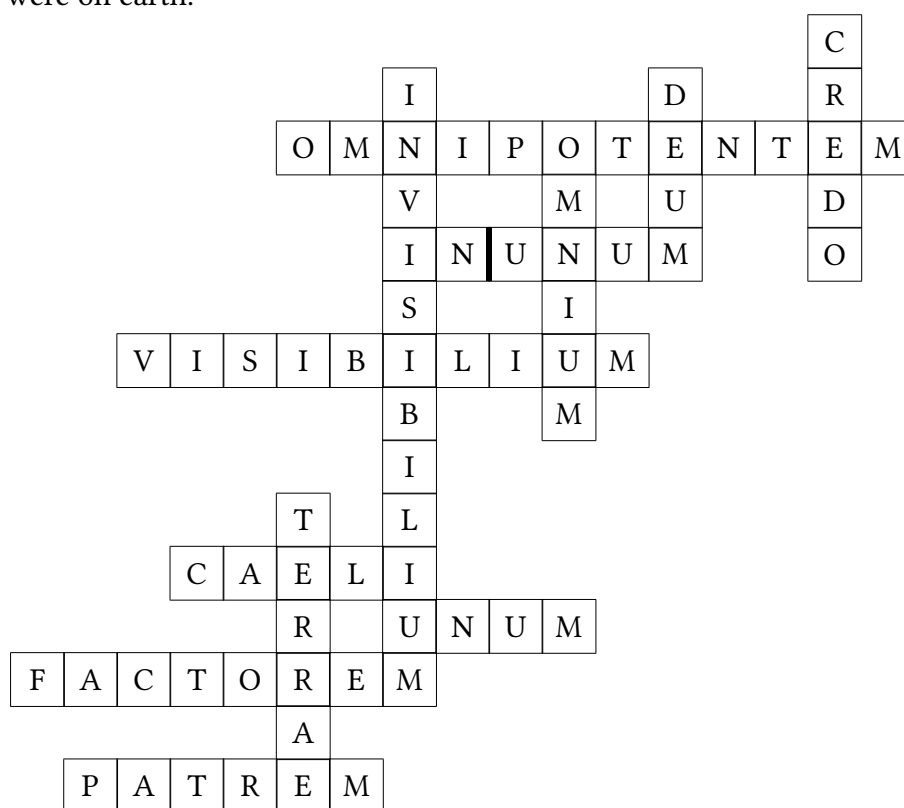 were on earth.
C
I D R
O M N I P O T E N T E M
V M U D
I N U N U M O
S I
V I S I B I L I U M
B M
I
T L
C A E L I
R U N U M
F A C T O R E M
A
P A T R E M